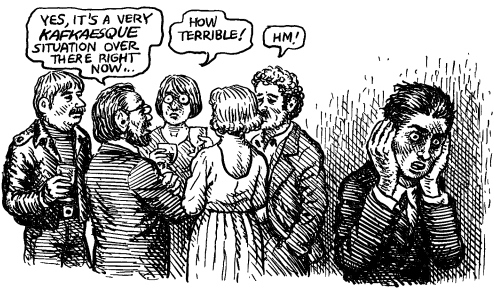 YES, IT'S A VERY
KAFKAESQUE
SITUATION OVER
THERE RIGHT
NOW...
HOW
TERRIBLE!
HM!